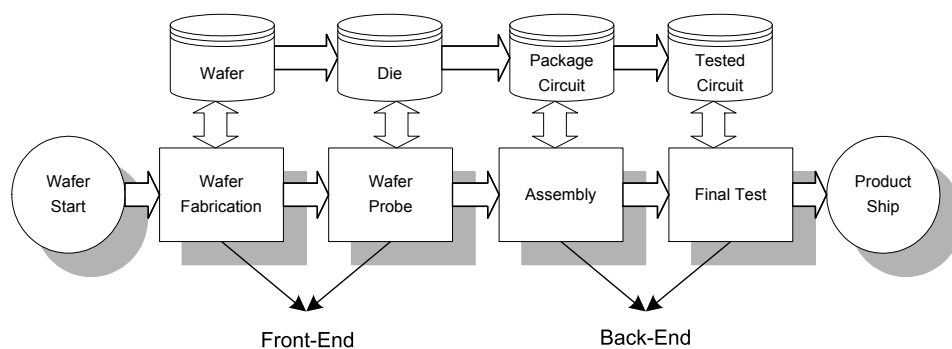 Wafer
Die
Package
Circuit
Tested
Circuit
Wafer
Start
Wafer
Fabrication
Wafer
Probe
Assembly
Final Test
Product
Ship
Front-End
Back-End